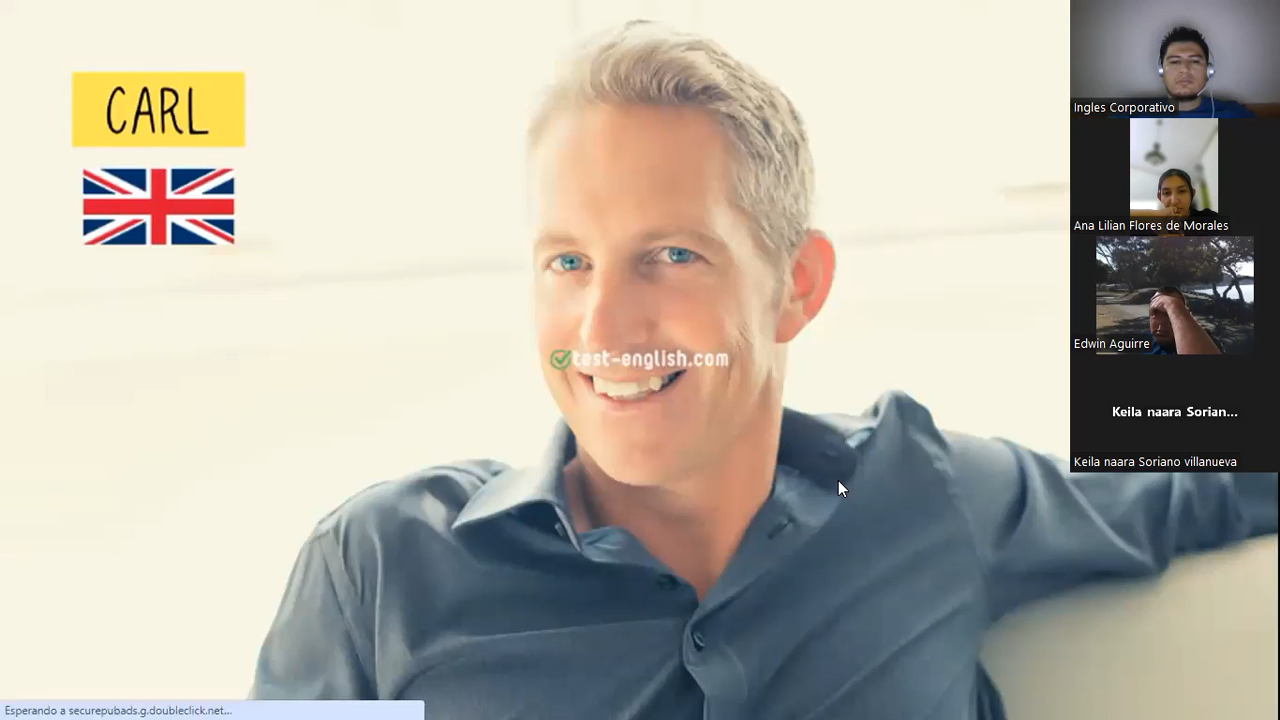 CARL
test-english.com
Ingles Corporativo
Ana Lilian Flores de Morales
Edwin Aguirre
Keila naara Sorian...
Keila naara Soriano villanueva
Esperando a securepubads.g.doubleclick.net...